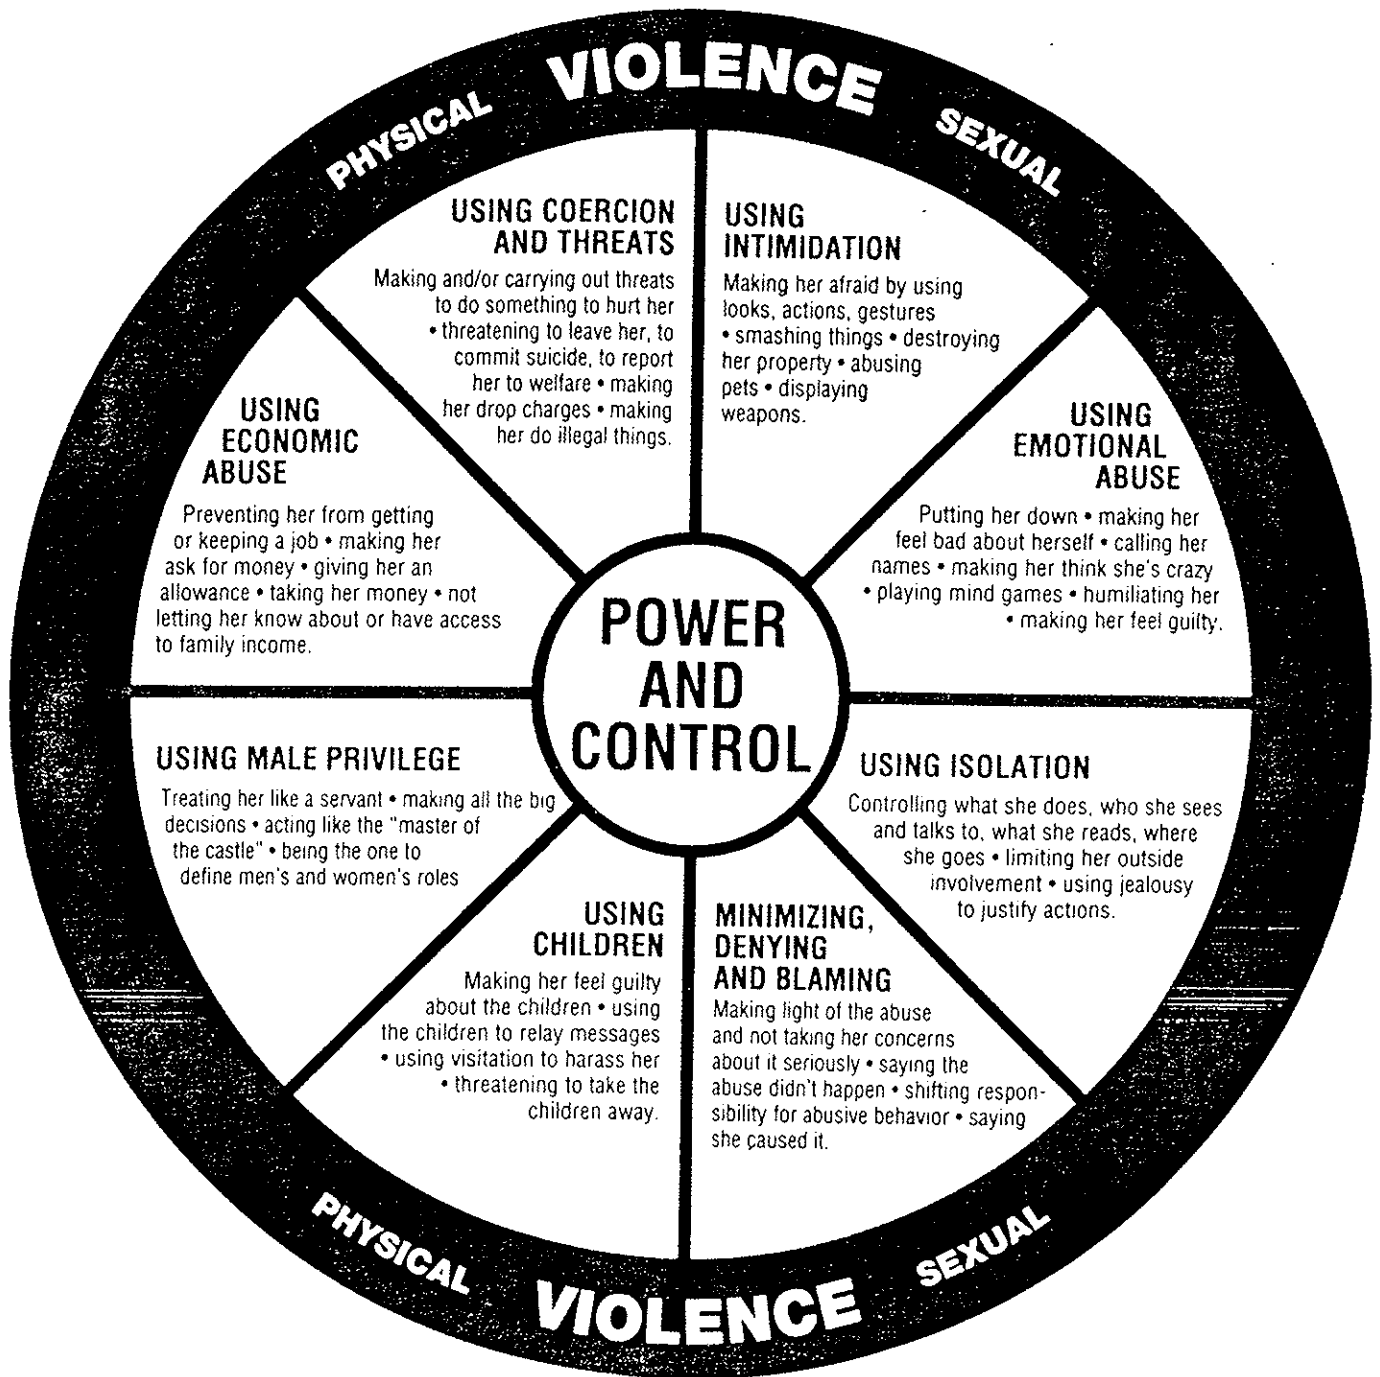 PHYSICAL VIOLENCE SEXUAL
USING COERCION
AND THREATS
Making and/or carrying out threats
to do something to hurt her
• threatening to leave her, to
commit suicide, to report
her to welfare • making
her drop charges • making
her do illegal things.
USING
INTIMIDATION
Making her afraid by using
looks, actions, gestures
• smashing things • destroying
her property • abusing
pets • displaying
weapons.
USING
EMOTIONAL
ABUSE
Putting her down • making her
feel bad about herself • calling her
names • making her think she's crazy
• playing mind games • humiliating her
• making her feel guilty.
USING ISOLATION
Controlling what she does, who she sees
and talks to, what she reads, where
she goes • limiting her outside
involvement • using jealousy
to justify actions.
MINIMIZING,
DENYING
AND BLAMING
Making light of the abuse
and not taking her concerns
about it seriously • saying the
abuse didn't happen • shifting respon-
sibility for abusive behavior • saying
she caused it.
USING
CHILDREN
Making her feel guilty
about the children • using
the children to relay messages
• using visitation to harass her
• threatening to take the
children away.
USING MALE PRIVILEGE
Treating her like a servant • making all the big
decisions • acting like the "master of
the castle" • being the one to
define men's and women's roles
USING
ECONOMIC
ABUSE
Preventing her from getting
or keeping a job • making her
ask for money • giving her an
allowance • taking her money • not
letting her know about or have access
to family income.
POWER
AND
CONTROL
PHYSICAL VIOLENCE SEXUAL